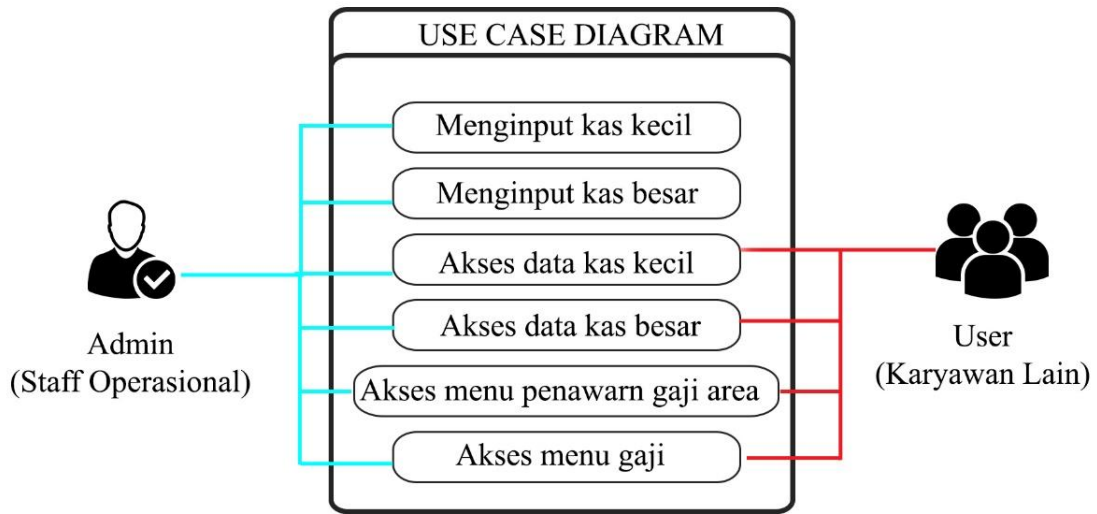 USE CASE DIAGRAM
Menginput kas kecil
Menginput kas besar
Akses data kas kecil
Akses data kas besar
Akses menu penawarn gaji area
Akses menu gaji
Admin
(Staff Operasional)
User
(Karyawan Lain)